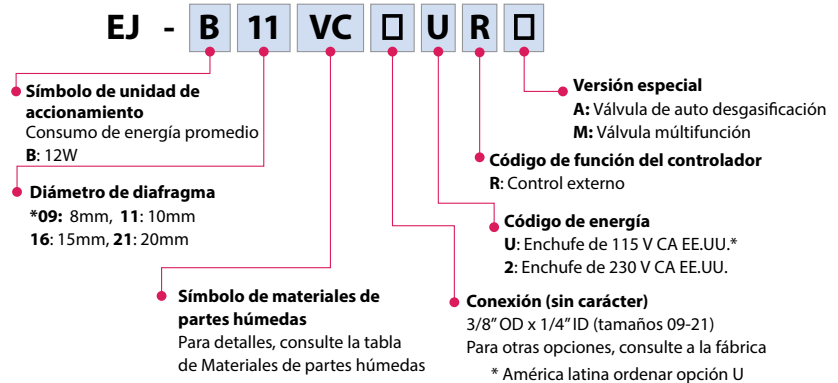 EJ - B 11 VC □ U R □
Símbolo de unidad de
accionamiento
Consumo de energía promedio
B: 12W
Diámetro de diafragma
*09: 8mm, 11: 10mm
16: 15mm, 21: 20mm
Símbolo de materiales de
partes húmedas
Para detalles, consulte la tabla
de Materiales de partes húmedas
Versión especial
A: Válvula de auto desgasificación
M: Válvula múltifunción
Código de función del controlador
R: Control externo
Código de energía
U: Enchufe de 115 V CA EE.UU.*
2: Enchufe de 230 V CA EE.UU.
Conexión (sin carácter)
3/8” OD x 1/4” ID (tamaños 09-21)
Para otras opciones, consulte a la fábrica
* América latina ordenar opción U